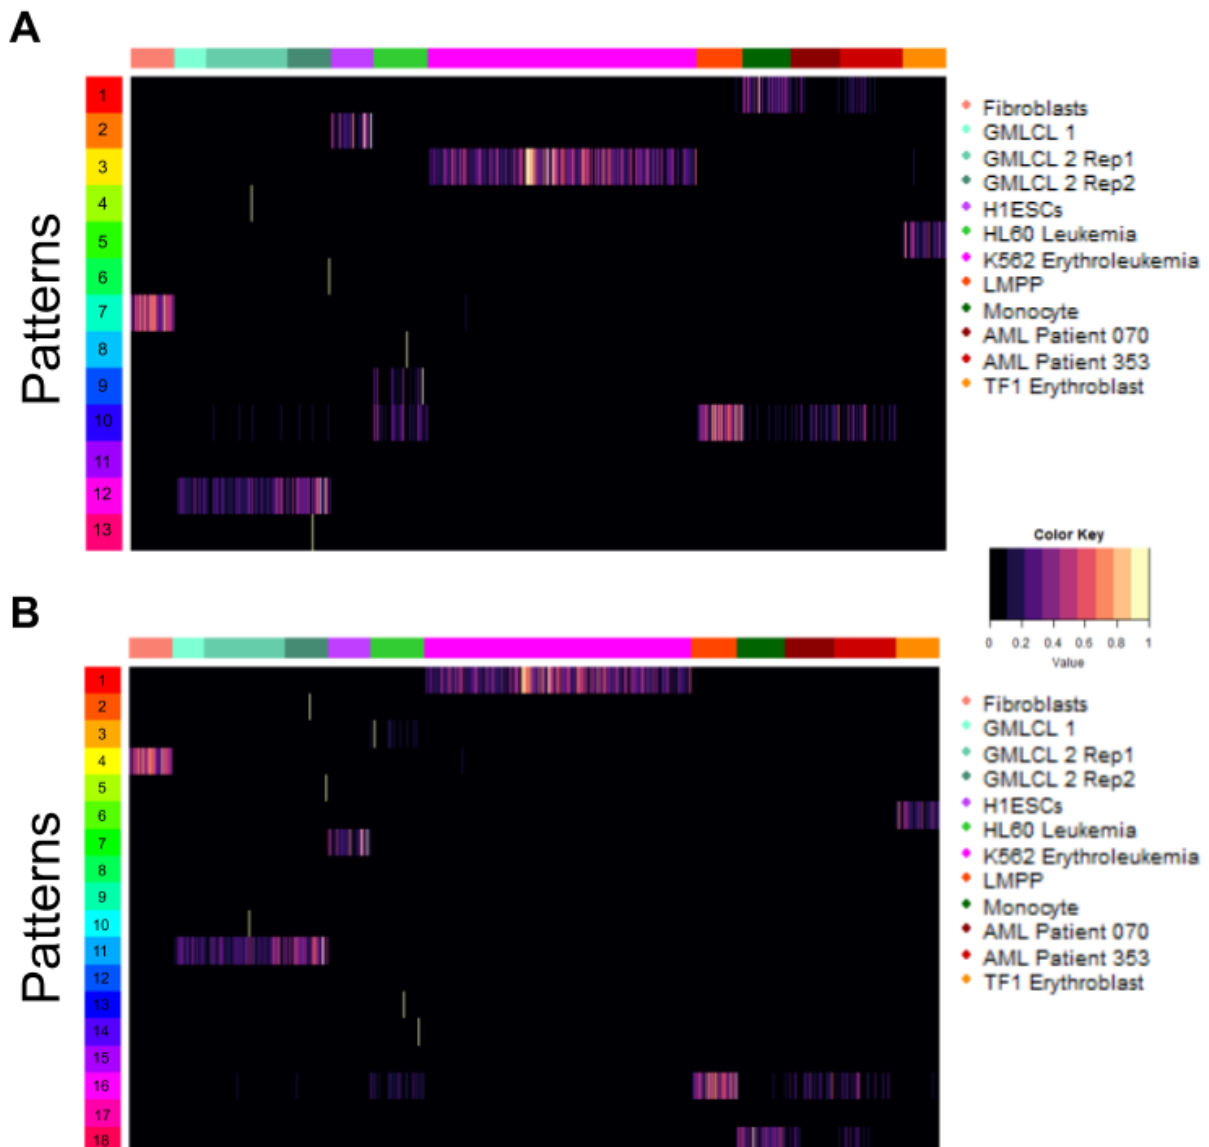 A
Patterns
1
2
3
4
5
6
7
8
9
10
11
12
13
Fibroblasts
GMLCL 1
GMLCL 2 Rep1
GMLCL 2 Rep2
H1ESCs
HL60 Leukemia
K562 Erythroleukemia
LMPP
Monocyte
AML Patient 070
AML Patient 353
TF1 Erythroblast
Color Key
0 0.2 0.4 0.6 0.8 1
Value
B
Patterns
1
2
3
4
5
6
7
8
9
10
11
12
13
14
15
16
17
18
Fibroblasts
GMLCL 1
GMLCL 2 Rep1
GMLCL 2 Rep2
H1ESCs
HL60 Leukemia
K562 Erythroleukemia
LMPP
Monocyte
AML Patient 070
AML Patient 353
TF1 Erythroblast